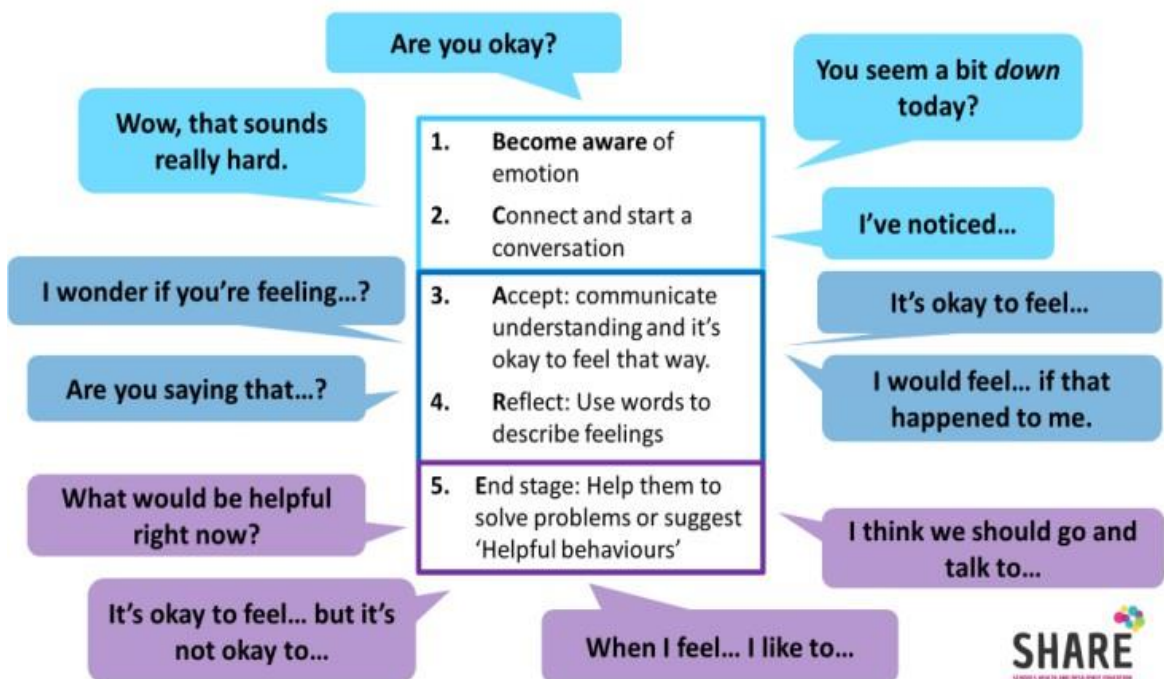 Are you okay?
You seem a bit down
today?
Wow, that sounds
really hard.
1. Become aware of
emotion
2. Connect and start a
conversation
I've noticed...
I wonder if you're feeling...?
3. Accept: communicate
understanding and it's
okay to feel that way.
It's okay to feel...
Are you saying that...?
I would feel... if that
happened to me.
4. Reflect: Use words to
describe feelings
What would be helpful
right now?
5. End stage: Help them to
solve problems or suggest
'Helpful behaviours'
I think we should go and
talk to...
It's okay to feel... but it's
not okay to...
When I feel... I like to...
SHARE